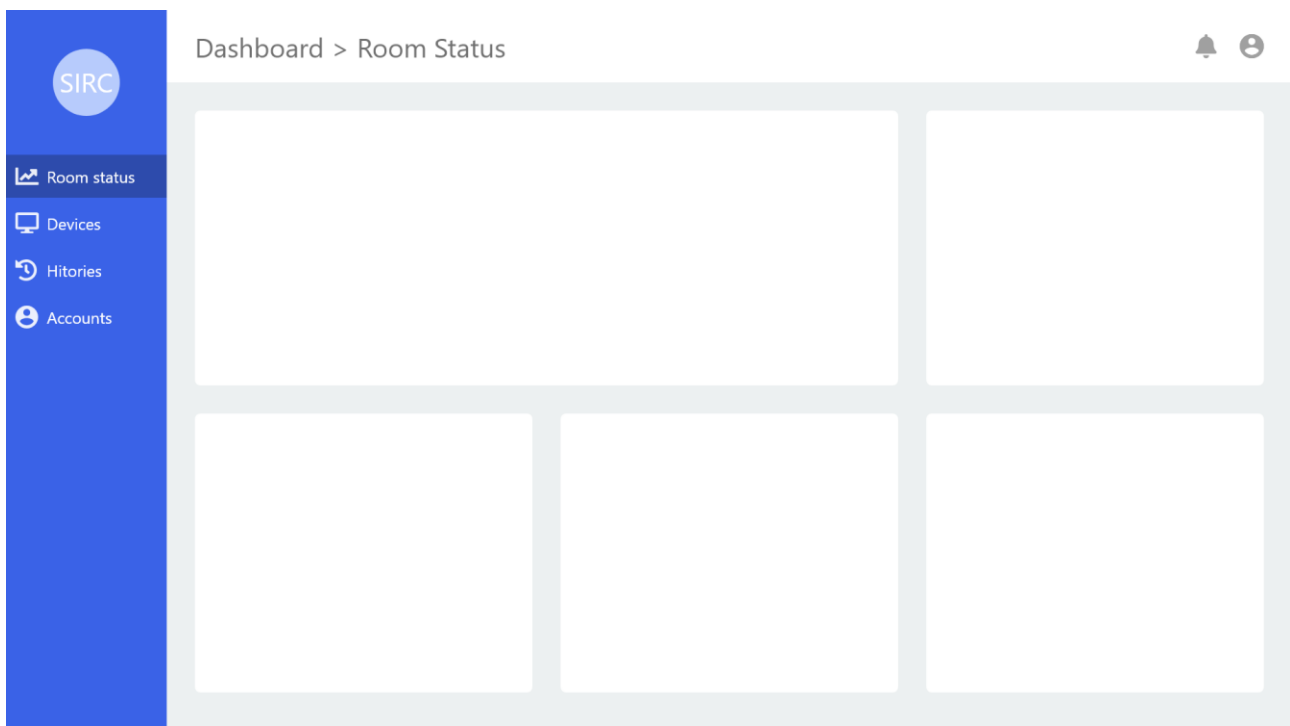 SIRC
Dashboard > Room Status
Room status
Devices
Hitories
Accounts